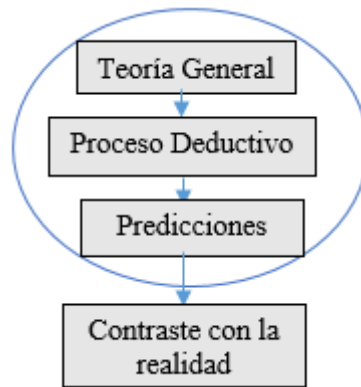 Teoría General
Proceso Deductivo
Predicciones
Contraste con la
realidad